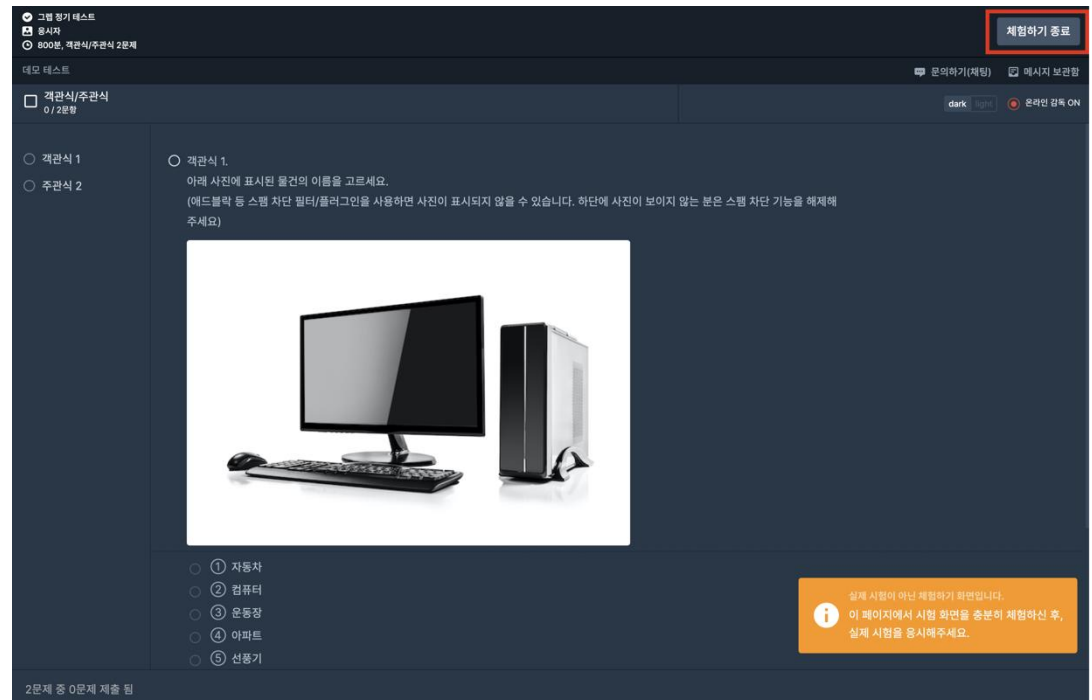 그렙 정기 테스트
응시자
800분, 객관식/주관식 2문제
체험하기 종료
데모 테스트
문의하기(채팅)
메시지 보관함
객관식/주관식
0 / 2문항
dark light
온라인 감독 ON
객관식 1
주관식 2
객관식 1.
아래 사진에 표시된 물건의 이름을 고르세요.
(애드블락 등 스팸 차단 필터/플러그인을 사용하면 사진이 표시되지 않을 수 있습니다. 하단에 사진이 보이지 않는 분은 스팸 차단 기능을 해제해
주세요)
① 자동차
② 컴퓨터
③ 운동장
④ 아파트
⑤ 선풍기
실제 시험이 아닌 체험하기 화면입니다.
이 페이지에서 시험 화면을 충분히 체험하신 후,
실제 시험을 응시해주세요.
2문제 중 0문제 제출 됨